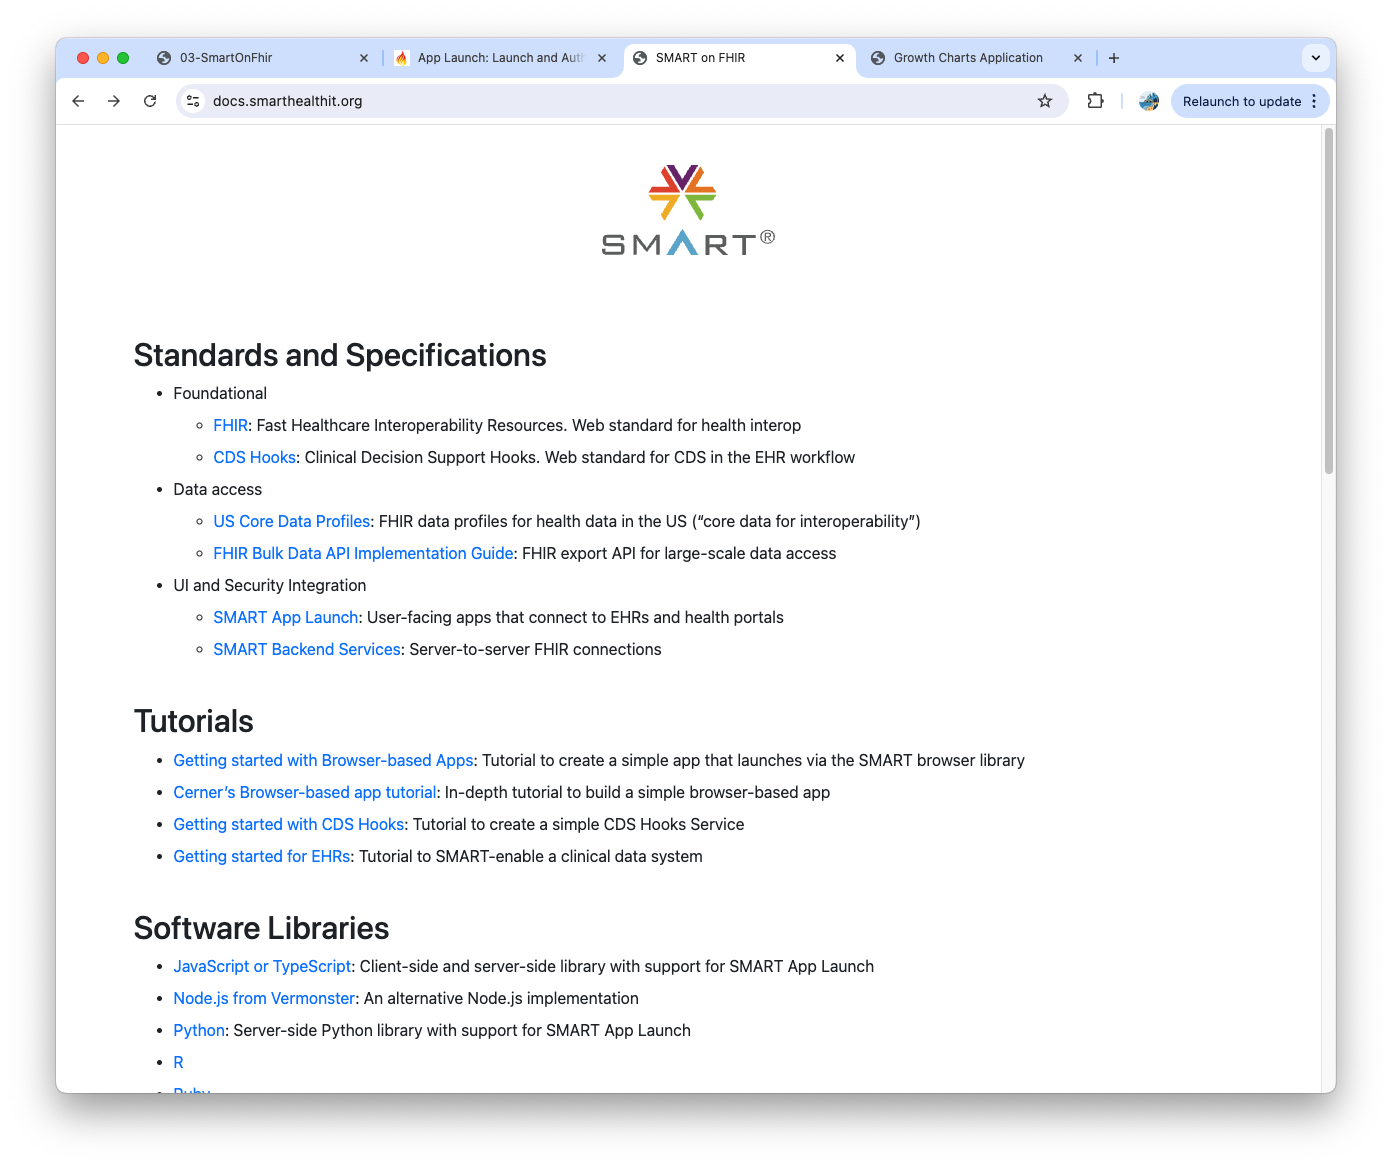 03-SmartOnFhir
App Launch: Launch and Auth
SMART on FHIR
Growth Charts Application
docs.smarthealthit.org
Relaunch to update
SMART®
Standards and Specifications
Foundational
FHIR: Fast Healthcare Interoperability Resources. Web standard for health interop
CDS Hooks: Clinical Decision Support Hooks. Web standard for CDS in the EHR workflow
Data access
US Core Data Profiles: FHIR data profiles for health data in the US (“core data for interoperability”)
FHIR Bulk Data API Implementation Guide: FHIR export API for large-scale data access
UI and Security Integration
SMART App Launch: User-facing apps that connect to EHRs and health portals
SMART Backend Services: Server-to-server FHIR connections
Tutorials
Getting started with Browser-based Apps: Tutorial to create a simple app that launches via the SMART browser library
Cerner’s Browser-based app tutorial: In-depth tutorial to build a simple browser-based app
Getting started with CDS Hooks: Tutorial to create a simple CDS Hooks Service
Getting started for EHRs: Tutorial to SMART-enable a clinical data system
Software Libraries
JavaScript or TypeScript: Client-side and server-side library with support for SMART App Launch
Node.js from Vermonster: An alternative Node.js implementation
Python: Server-side Python library with support for SMART App Launch
R
Ruby